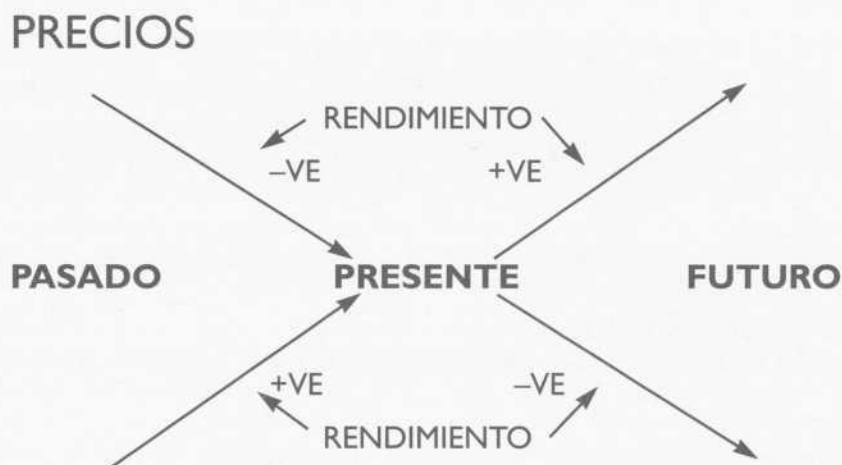 PRECIOS
RENDIMIENTO
–VE +VE
PASADO PRESENTE FUTURO
+VE –VE
RENDIMIENTO